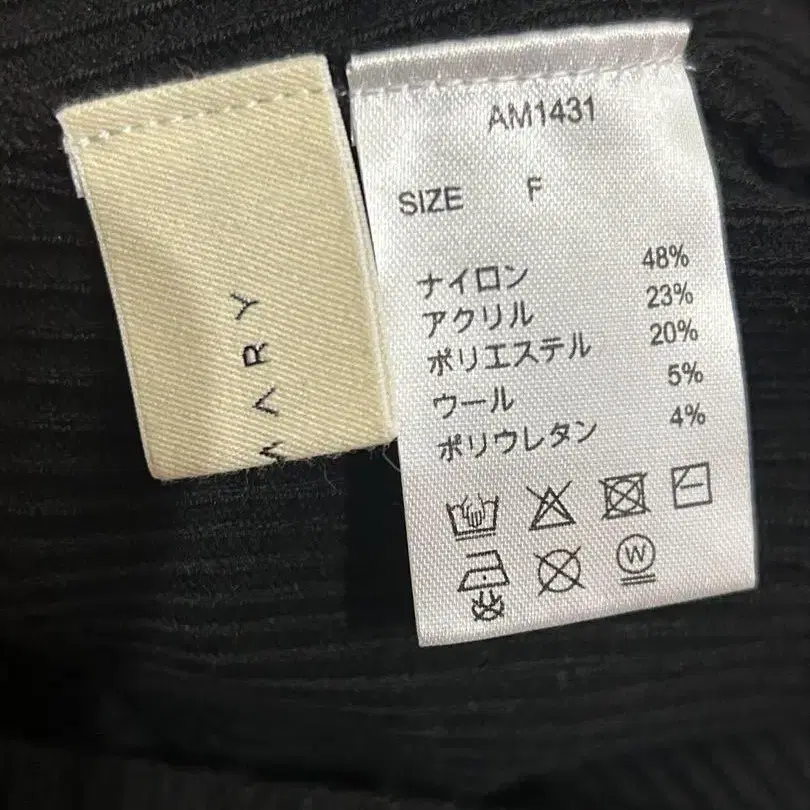 MARY
AM1431
SIZE F
ナイロン 48%
アクリル 23%
ポリエステル 20%
ウール 5%
ポリウレタン 4%
W